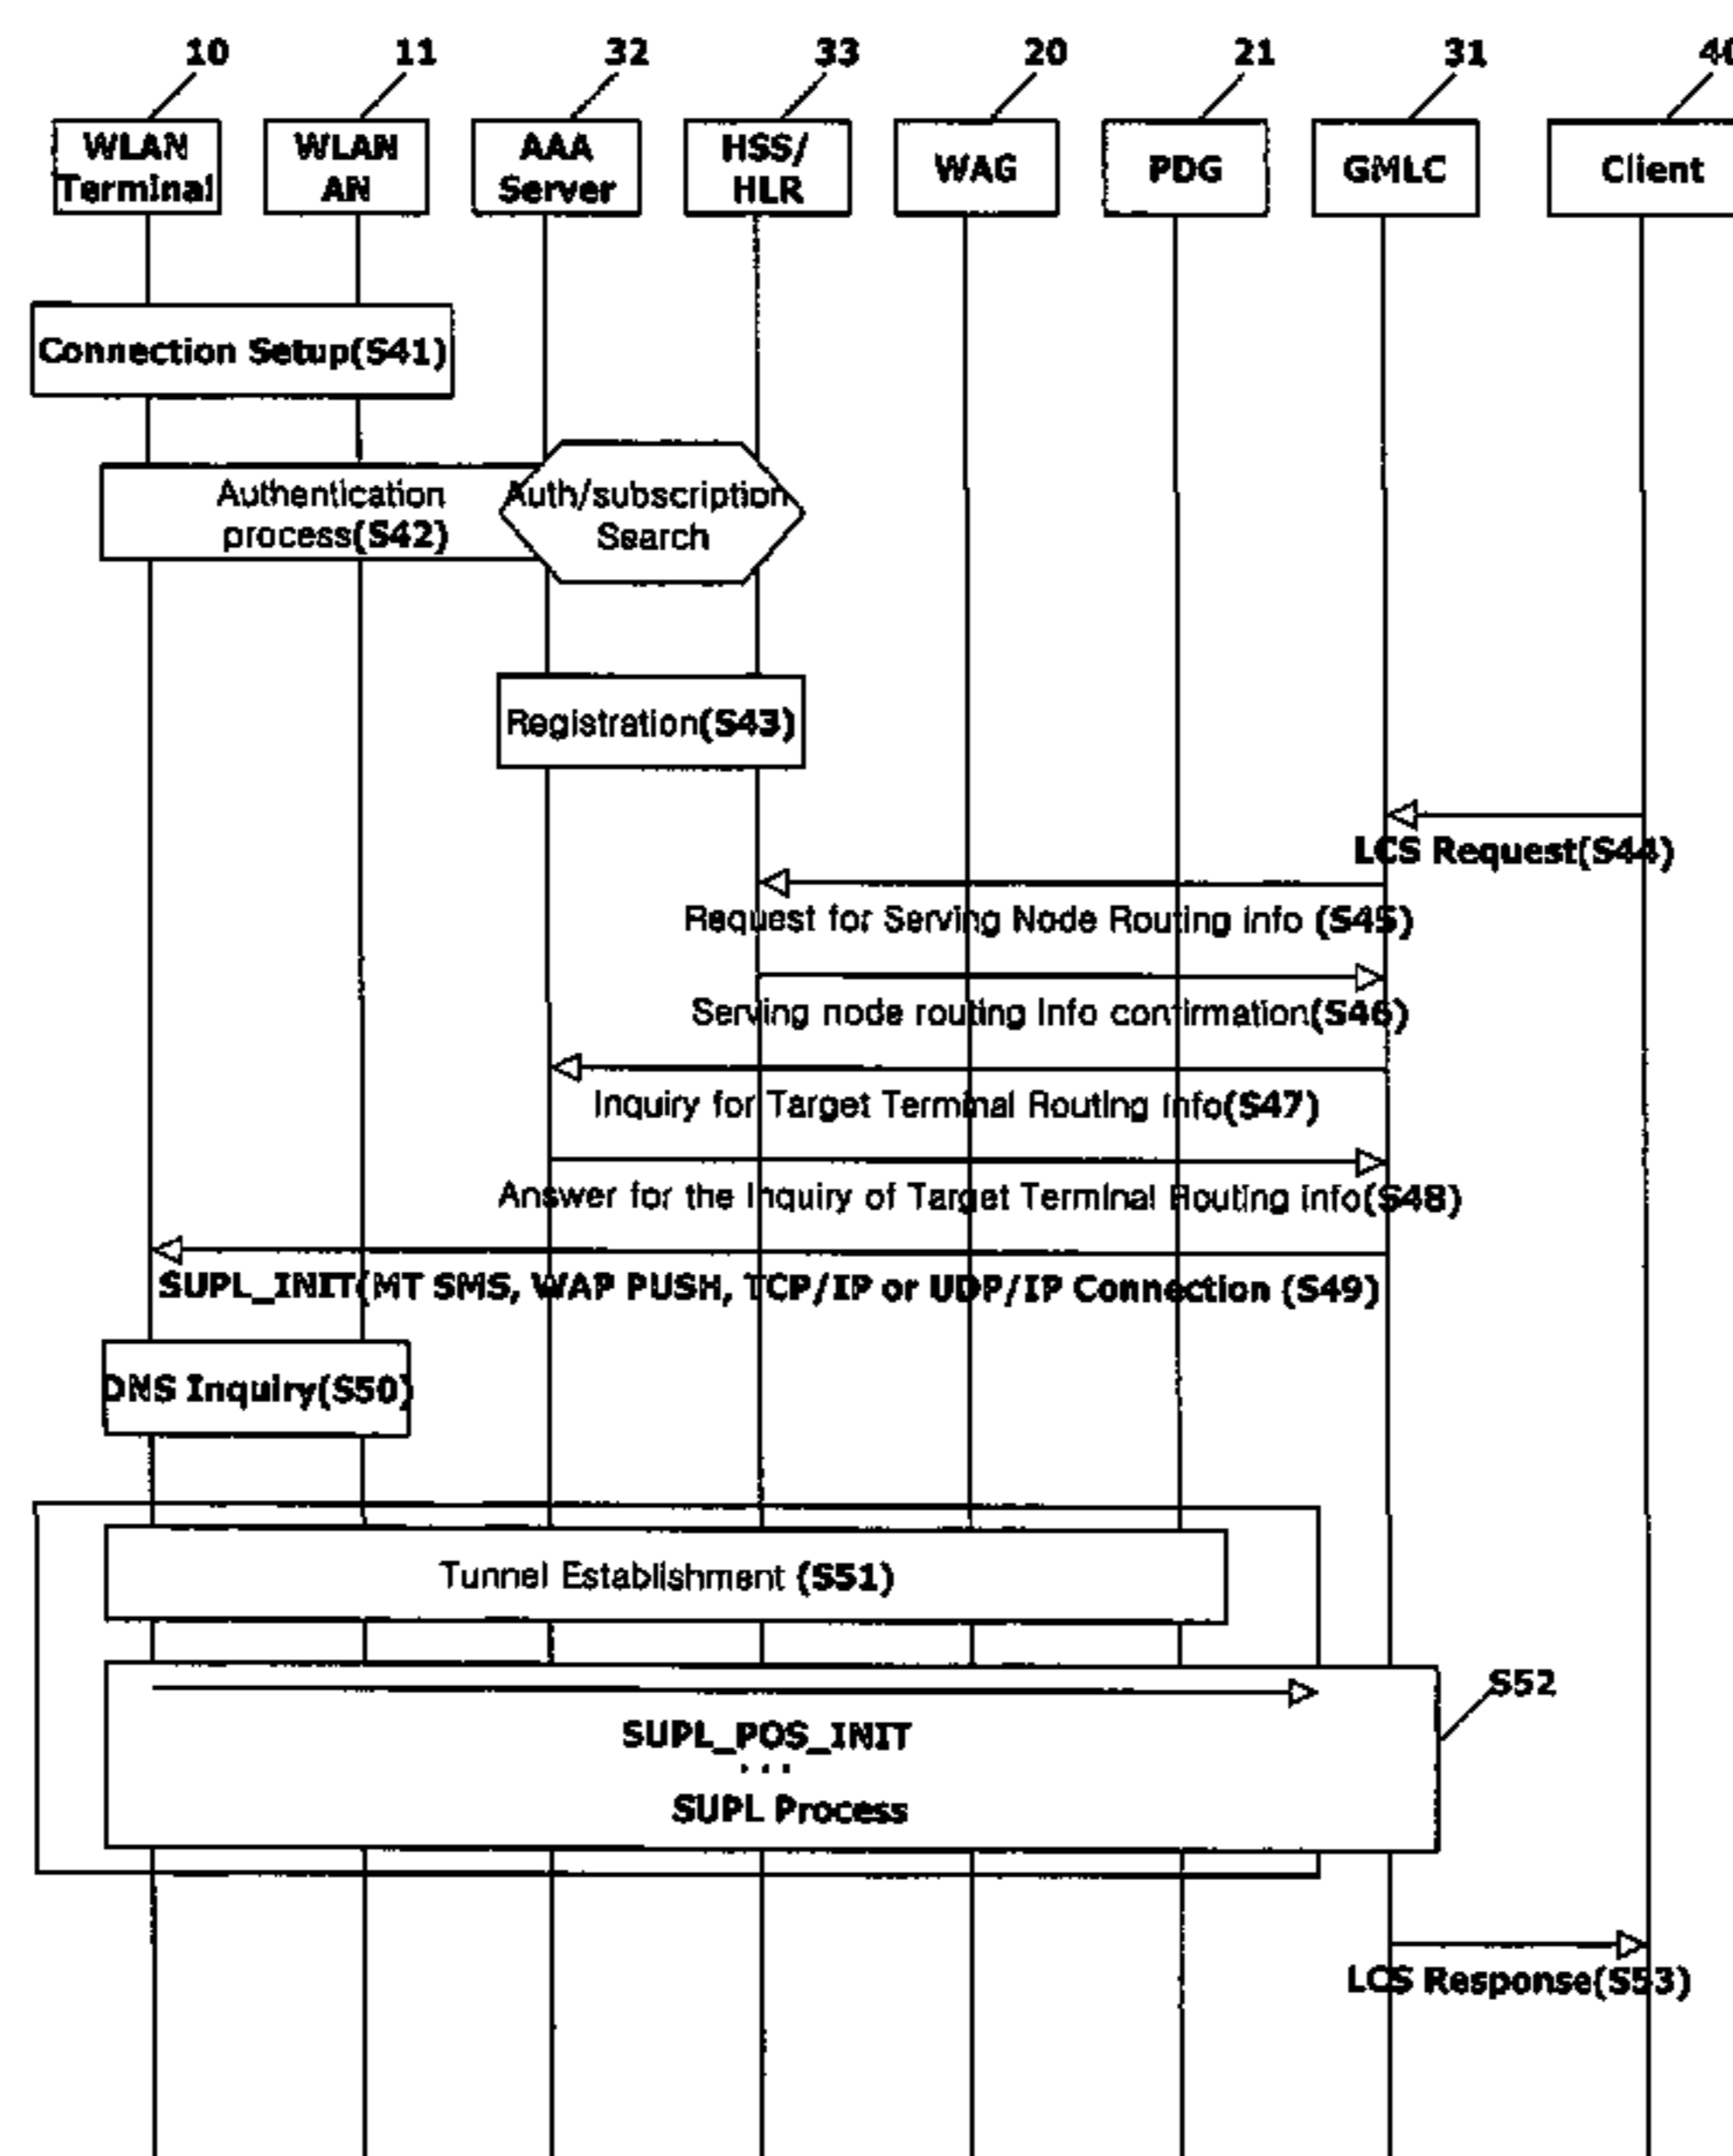 10 11 32 33 20 21 31 40
WLAN
Terminal
WLAN
AN
AAA
Server
HSS/
HLR
WAG
PDG
GMLC
Client
Connection Setup(S41)
Authentication
process(S42)
Auth/subscription
Search
Registration(S43)
LCS Request(S44)
Request for Serving Node Routing Info (S45)
Serving node routing Info confirmation(S46)
Inquiry for Target Terminal Routing Info(S47)
Answer for the Inquiry of Target Terminal Routing info(S48)
SUPL_INIT(MT SMS, WAP PUSH, TCP/IP or UDP/IP Connection (S49)
DNS Inquiry(S50)
Tunnel Establishment (S51)
S52
SUPL_POS_INIT
...
SUPL Process
LCS Response(S53)